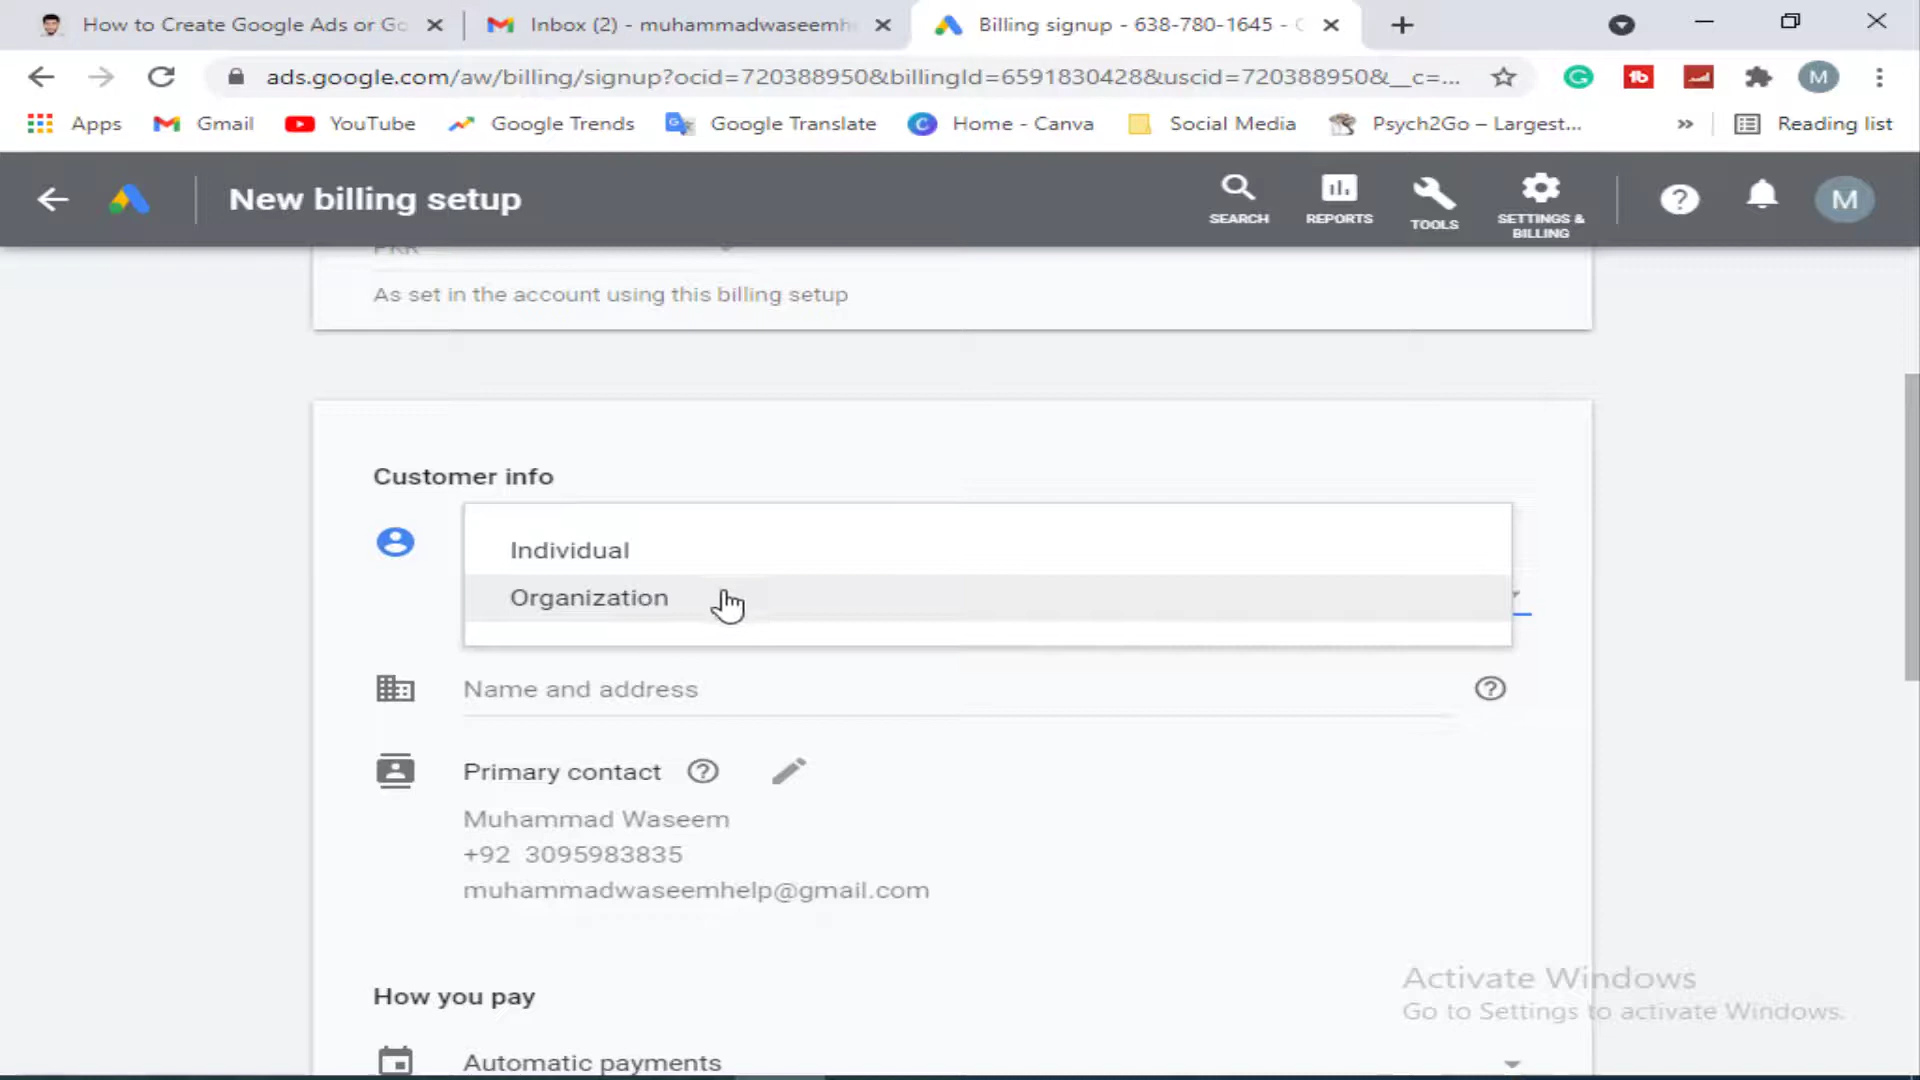 How to Create Google Ads or Go
Inbox (2) - muhammadwaseemh
Billing signup - 638-780-1645 -
ads.google.com/aw/billing/signup?ocid=720388950&billingId=6591830428&uscid=720388950&__c=...
M
Apps
Gmail
YouTube
Google Trends
Google Translate
Home - Canva
Social Media
Psych2Go – Largest...
»
Reading list
New billing setup
SEARCH
REPORTS
TOOLS
SETTINGS &
BILLING
M
PKR
As set in the account using this billing setup
Customer info
Individual
Organization
Name and address
Primary contact
Muhammad Waseem
+92 3095983835
muhammadwaseemhelp@gmail.com
How you pay
Automatic payments
Activate Windows
Go to Settings to activate Windows.